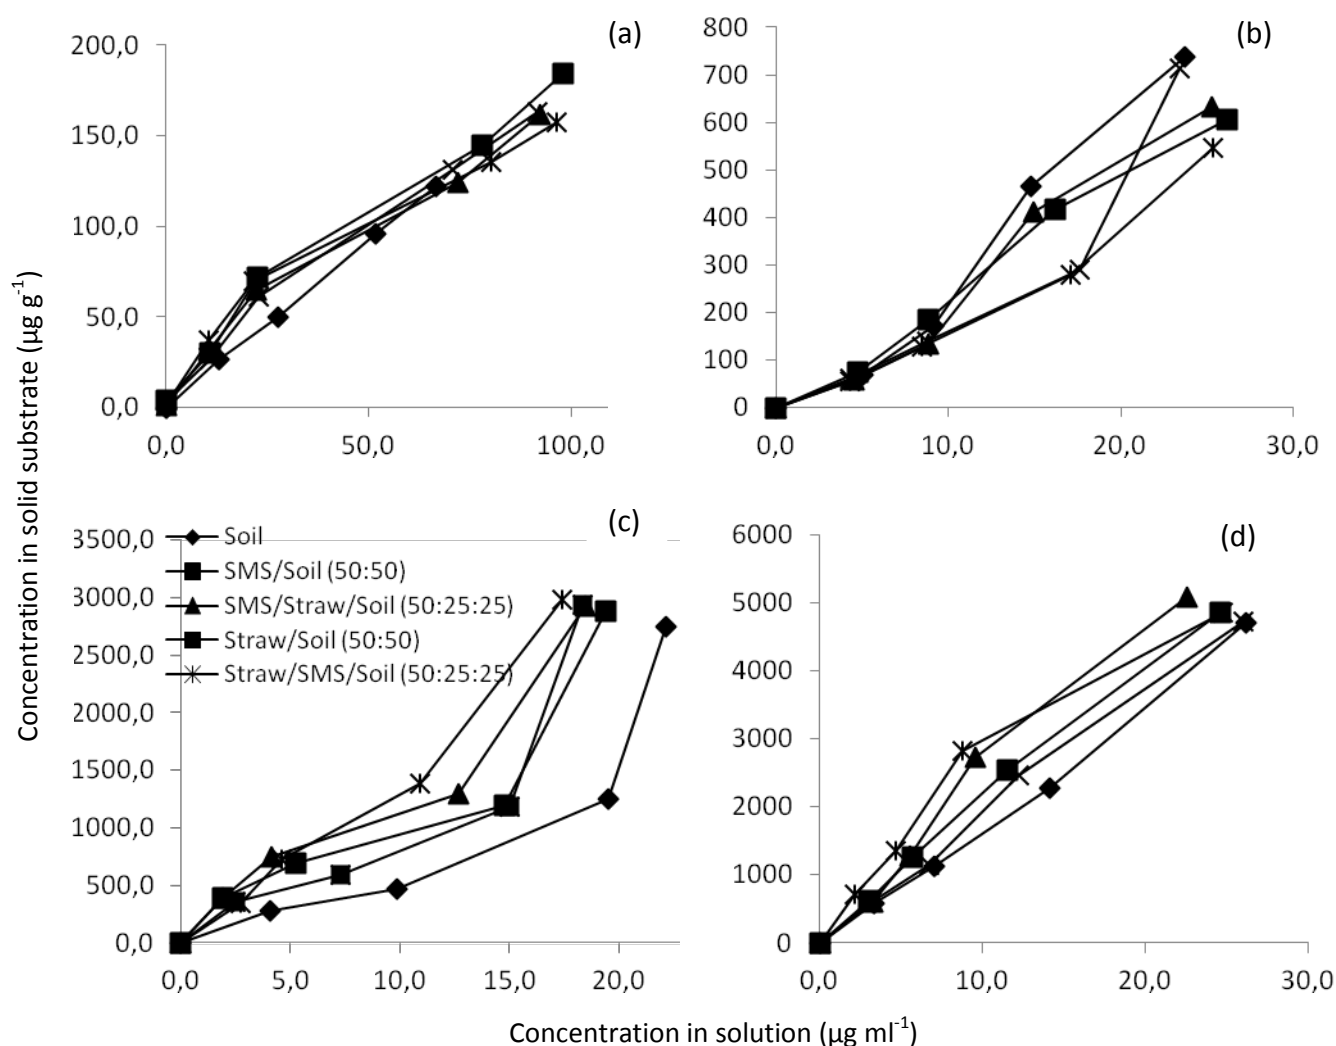 (a)
200,0
150,0
100,0
50,0
0,0
0,0 50,0 100,0
(b)
800
700
600
500
400
300
200
100
0
0,0 10,0 20,0 30,0
Concentration in solid substrate (µg g⁻¹)
(c)
3500,0
3000,0
2500,0
2000,0
1500,0
1000,0
500,0
0,0
0,0 5,0 10,0 15,0 20,0
Soil
SMS/Soil (50:50)
SMS/Straw/Soil (50:25:25)
Straw/Soil (50:50)
Straw/SMS/Soil (50:25:25)
(d)
6000
5000
4000
3000
2000
1000
0
0,0 10,0 20,0 30,0
Concentration in solution (µg ml⁻¹)